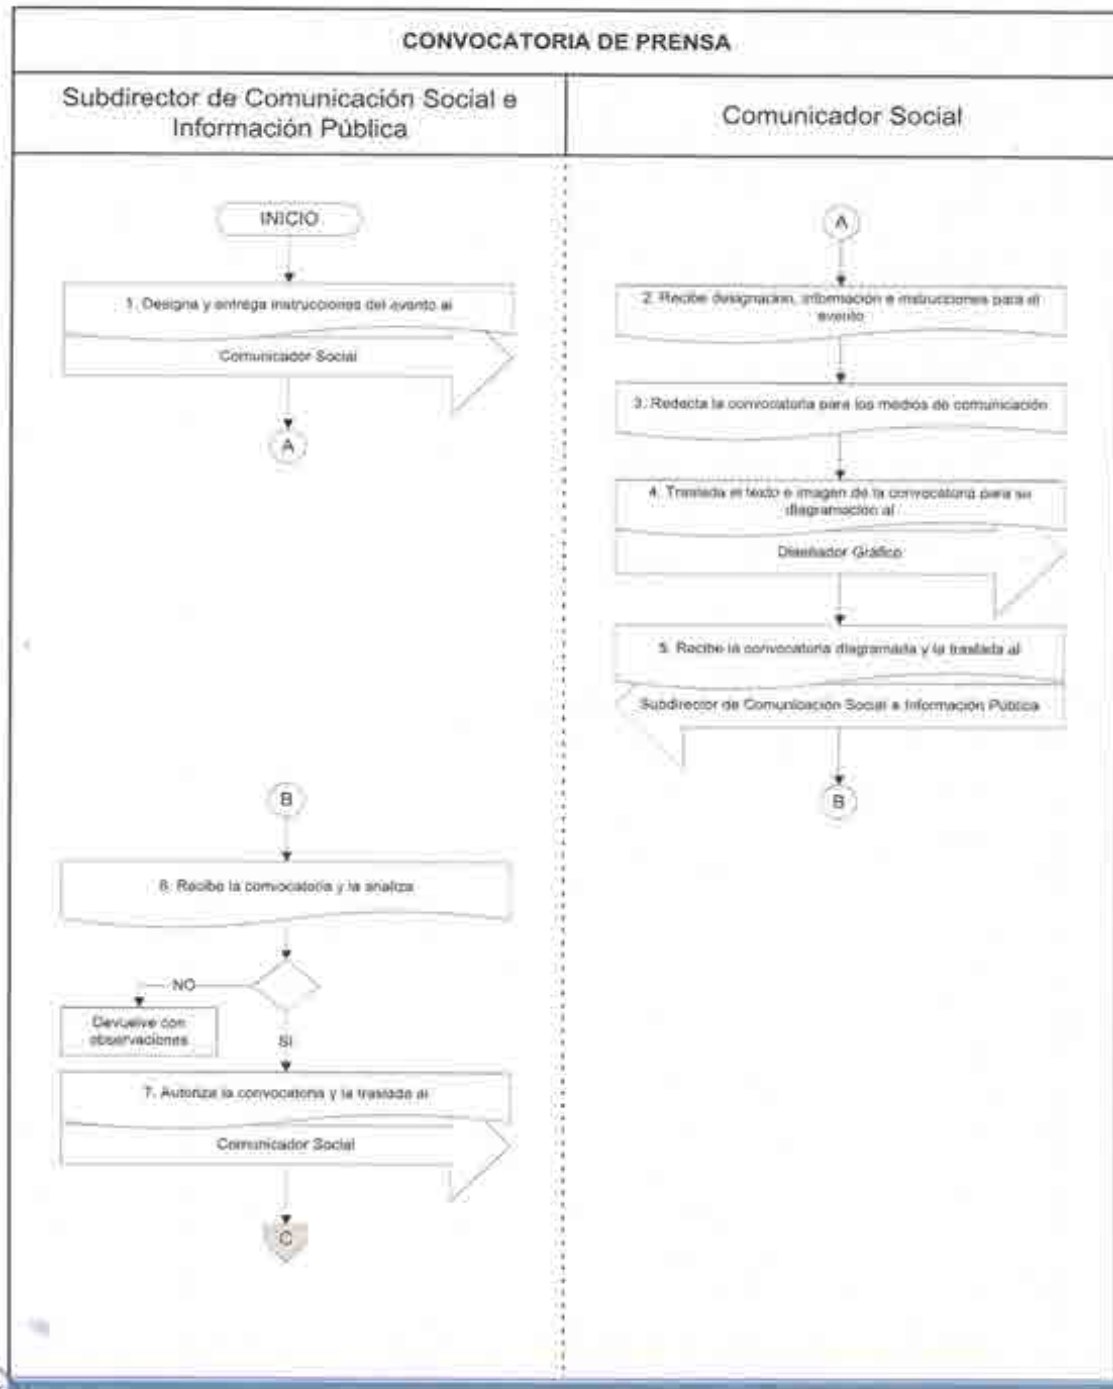 CONVOCATORIA DE PRENSA
Subdirector de Comunicación Social e
Información Pública
Comunicador Social
INICIO
1. Designa y entrega instrucciones del evento al
Comunicador Social
A
A
2. Recibe designación, información e instrucciones para el
evento
3. Redacta la convocatoria para los medios de comunicación
4. Traslada el texto e imagen de la convocatoria para su
diagramación al
Diseñador Gráfico
5. Recibe la convocatoria diagramada y la traslada al
Subdirector de Comunicación Social e Información Pública
B
B
6. Recibe la convocatoria y la analiza
NO
Devuelve con
observaciones
SI
7. Autoriza la convocatoria y la traslada al
Comunicador Social
C